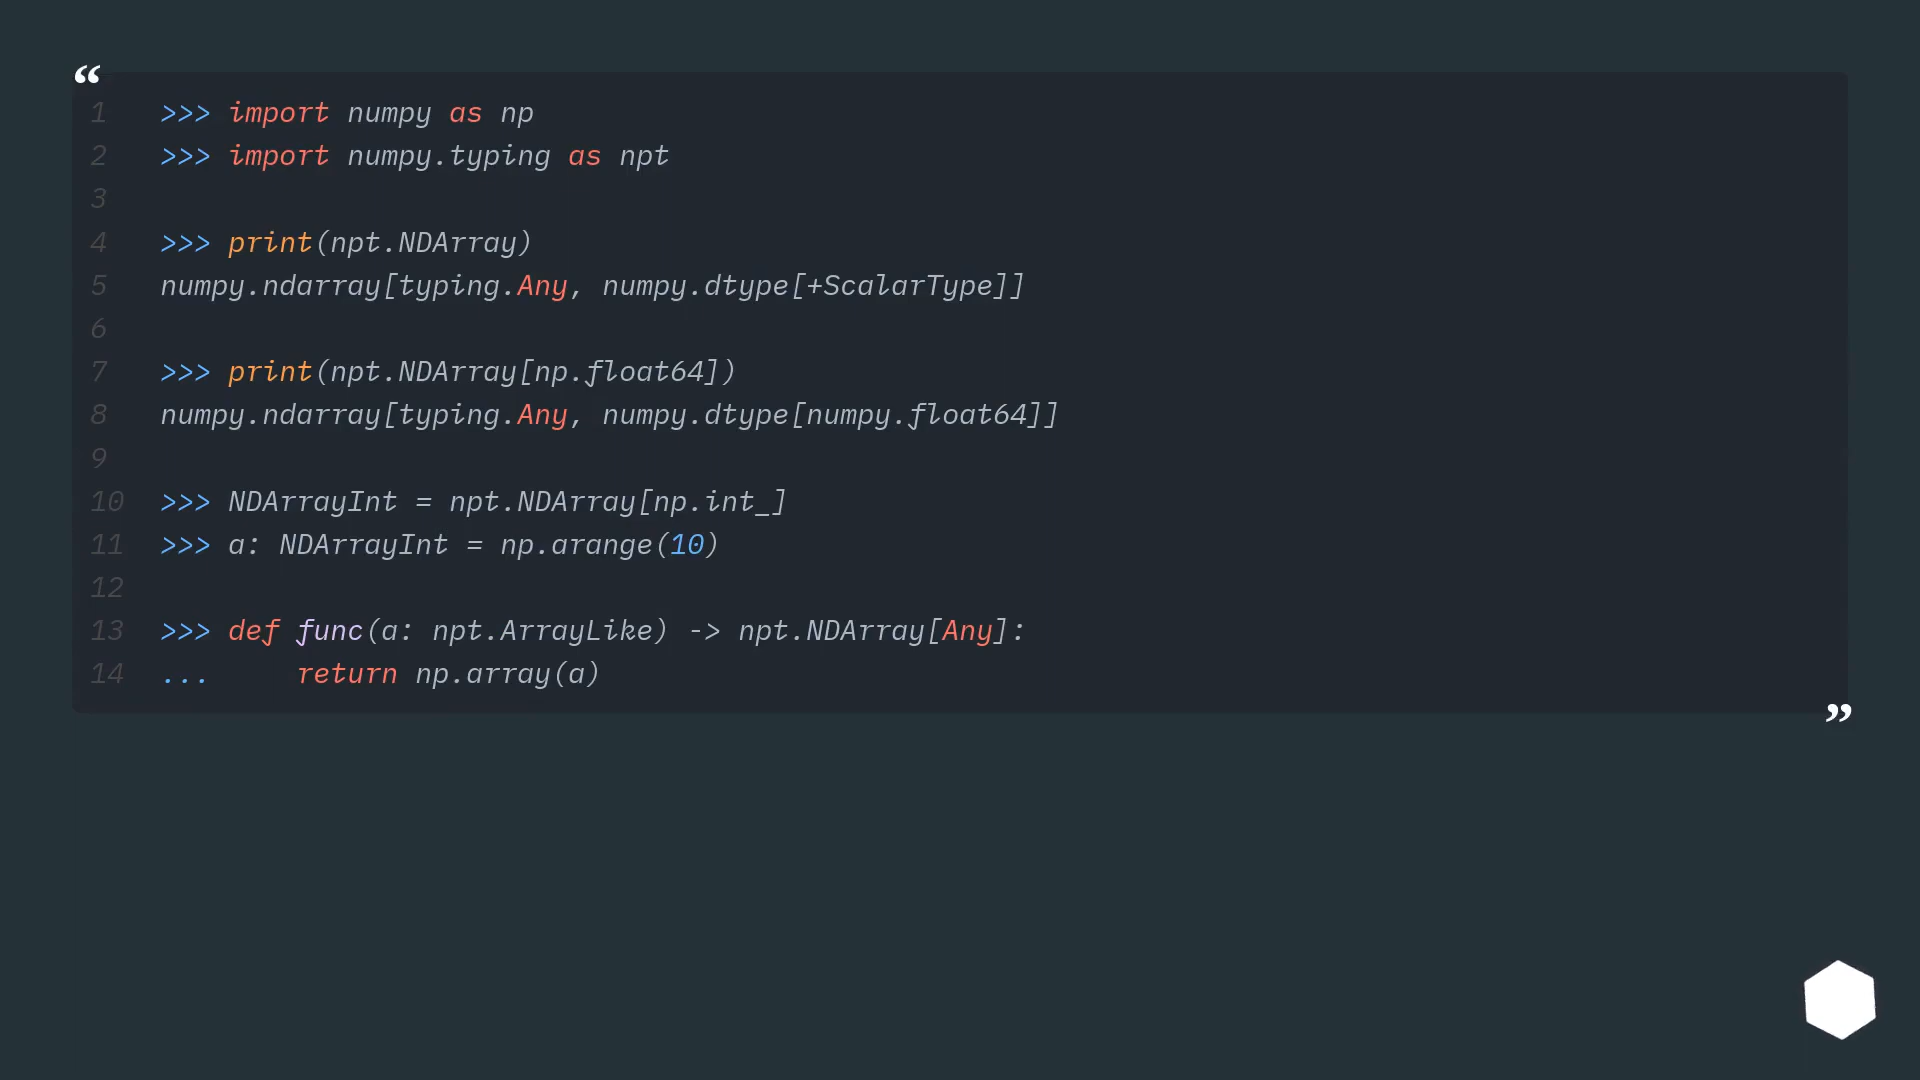 “
1 >>> import numpy as np
2 >>> import numpy.typing as npt
3
4 >>> print(npt.NDArray)
5 numpy.ndarray[typing.Any, numpy.dtype[+ScalarType]]
6
7 >>> print(npt.NDArray[np.float64])
8 numpy.ndarray[typing.Any, numpy.dtype[numpy.float64]]
9
10 >>> NDArrayInt = npt.NDArray[np.int_]
11 >>> a: NDArrayInt = np.arange(10)
12
13 >>> def func(a: npt.ArrayLike) -> npt.NDArray[Any]:
14 ...     return np.array(a)
”